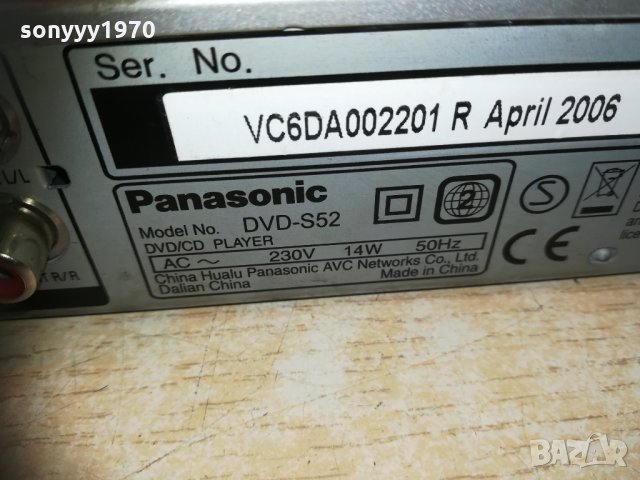 sonyyy1970
Ser. No.
VC6DA002201 R April 2006
/L
Panasonic
Model No. DVD-S52
DVD/CD PLAYER
AC ~ 230V 14W 50Hz
China Hualu Panasonic AVC Networks Co., Ltd.
Dalian China Made in China
2
S
CE
R/R
BAZAR